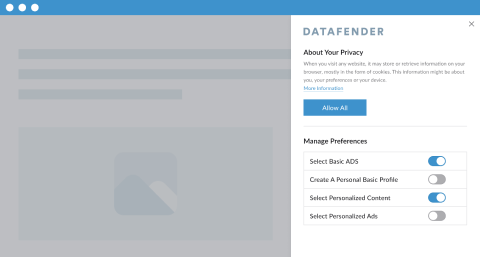 DATAFENDER
About Your Privacy
When you visit any website, it may store or retrieve information on your
browser, mostly in the form of cookies. This information might be about
you, your preferences or your device.
More Information
Allow All
Manage Preferences
Select Basic ADS
Create A Personal Basic Profile
Select Personalized Content
Select Personalized Ads